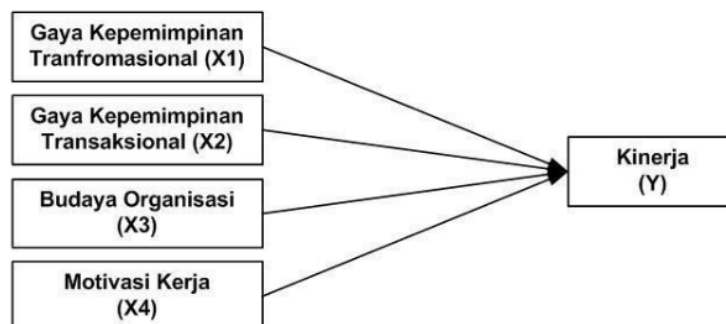 Gaya Kepemimpinan
Tranfromasional (X1)
Gaya Kepemimpinan
Transaksional (X2)
Budaya Organisasi
(X3)
Motivasi Kerja
(X4)
Kinerja
(Y)